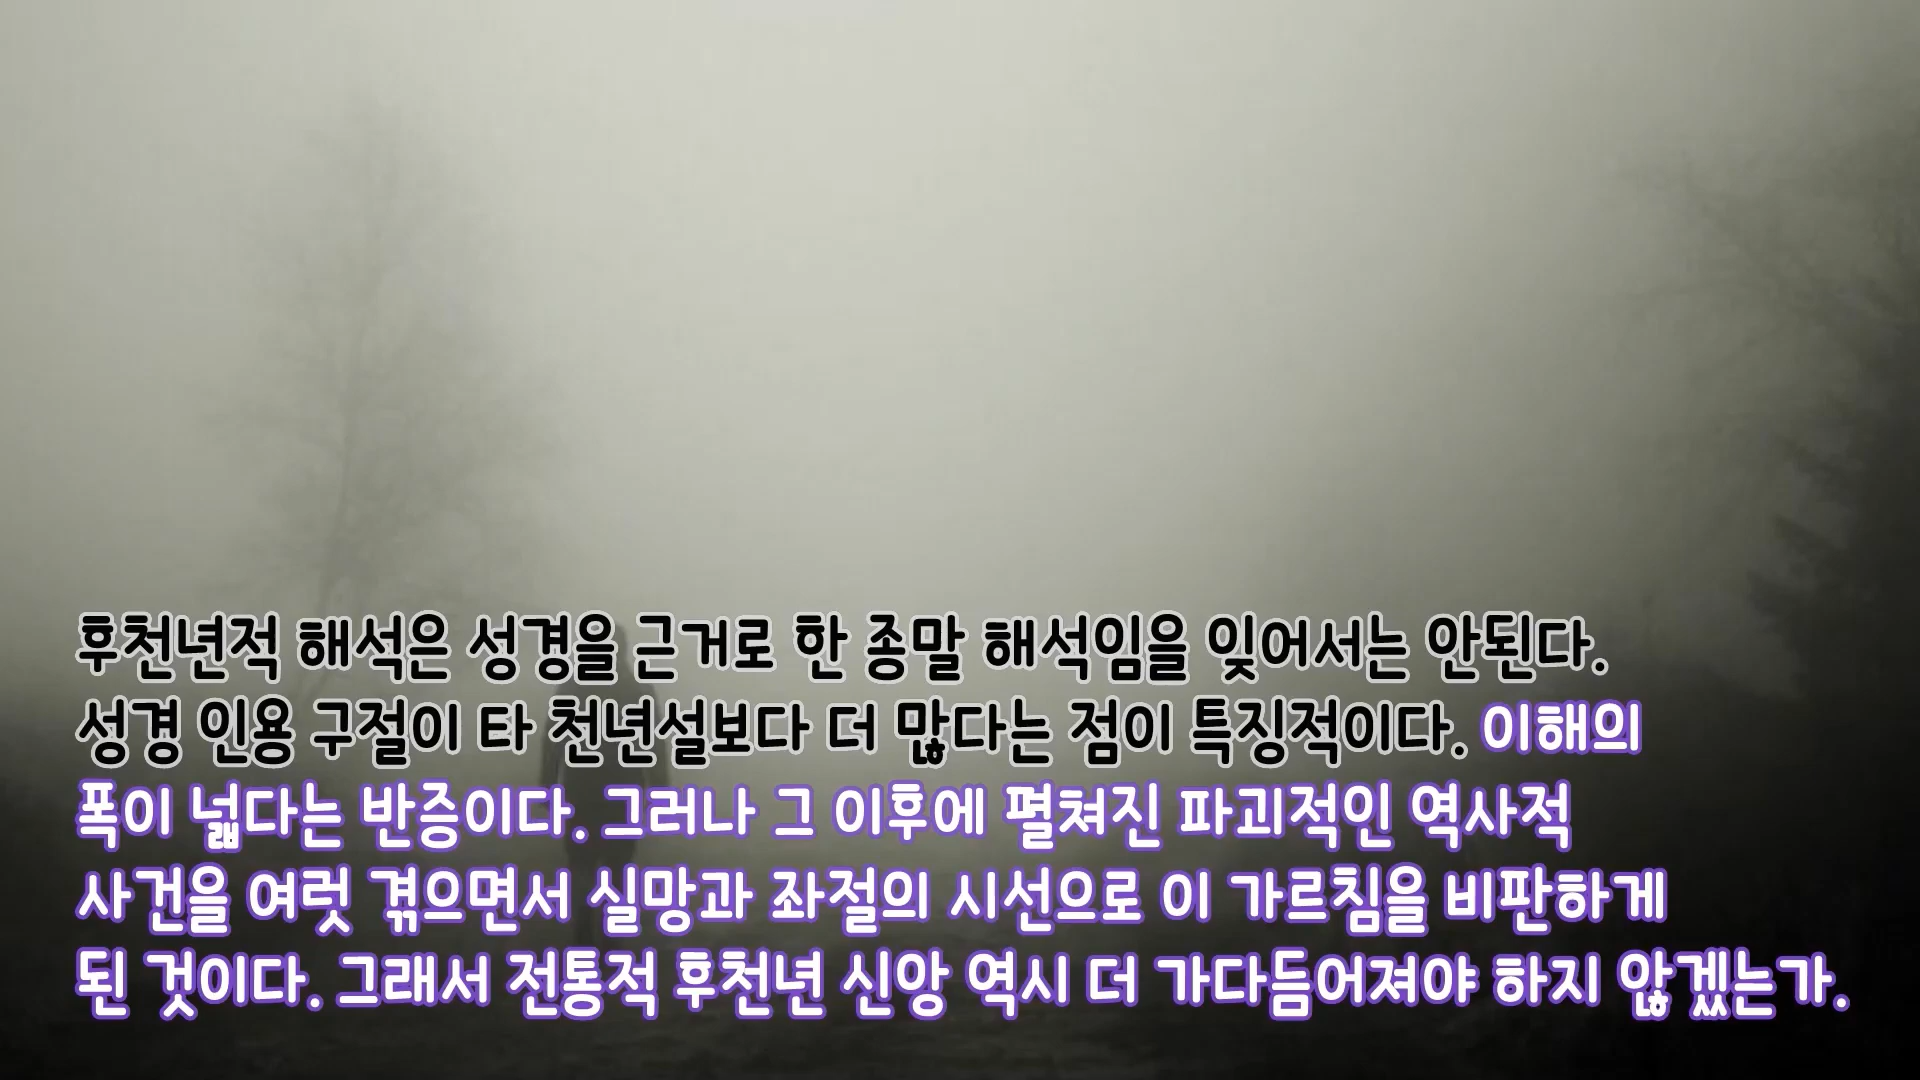 후천년적 해석은 성경을 근거로 한 종말 해석임을 잊어서는 안된다.
성경 인용 구절이 타 천년설보다 더 많다는 점이 특징적이다. 이해의
폭이 넓다는 반증이다. 그러나 그 이후에 펼쳐진 파괴적인 역사적
사건을 여럿 겪으면서 실망과 좌절의 시선으로 이 가르침을 비판하게
된 것이다. 그래서 전통적 후천년 신앙 역시 더 가다듬어져야 하지 않겠는가.